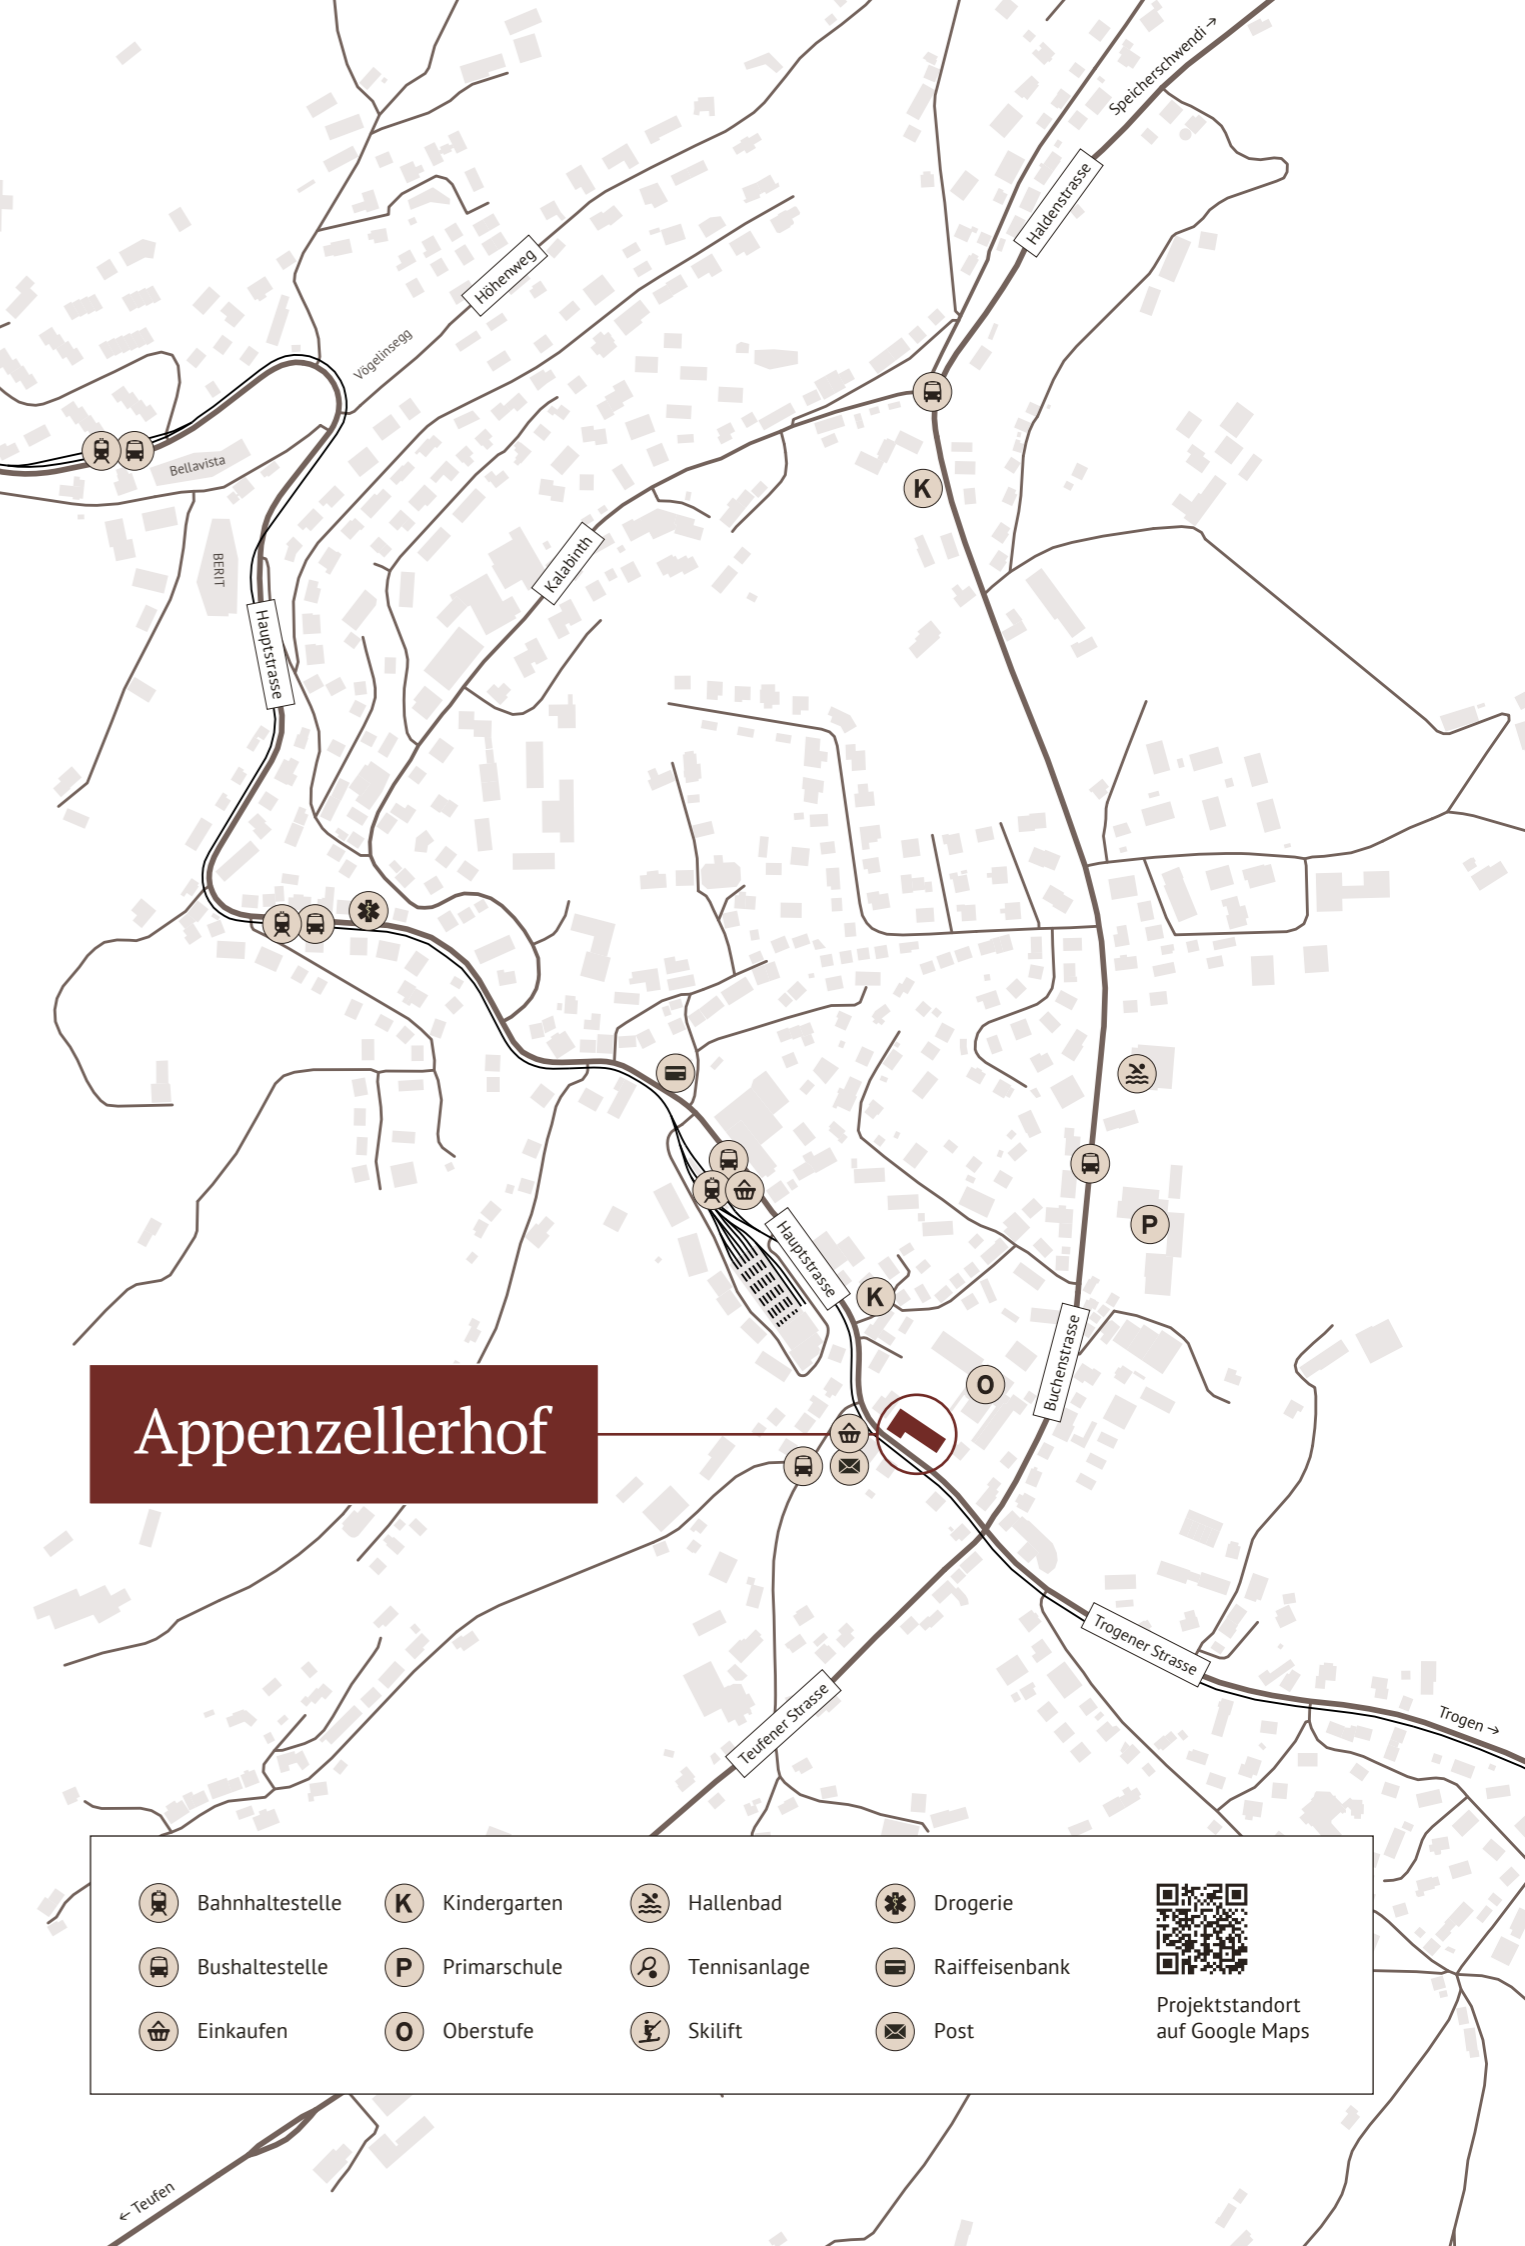 Speicherschwendi →
Haldenstrasse
Höhenweg
Vögelinsegg
Bellavista
K
BERIT
Kalabinth
Hauptstrasse
P
Hauptstrasse
K
Buchenstrasse
O
Appenzellerhof
Trogener Strasse
Teufener Strasse
Trogen →
Bahnhaltestelle
K Kindergarten
Hallenbad
Drogerie
Bushaltestelle
P Primarschule
Tennisanlage
Raiffeisenbank
Einkaufen
O Oberstufe
Skilift
Post
Projektstandort
auf Google Maps
← Teufen